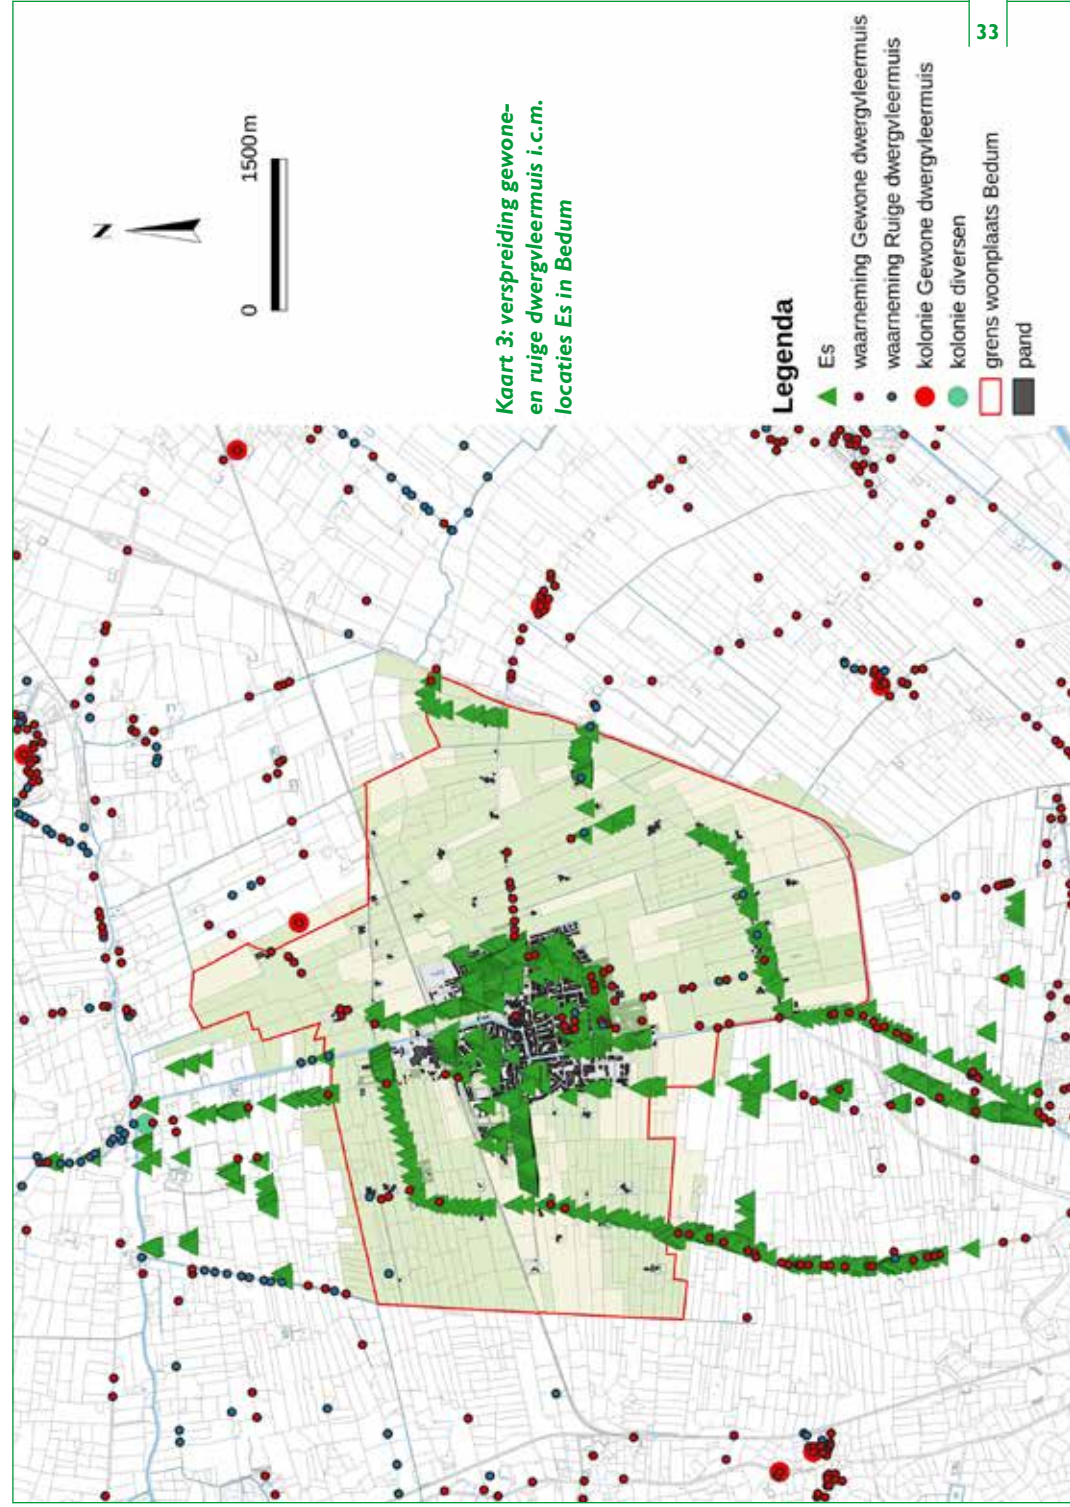 33
N
0 1500m
Kaart 3: verspreiding gewone-
en ruige dwergvleermuis i.c.m.
locaties Es in Bedum
Legenda
Es
waarneming Gewone dwergvleermuis
waarneming Ruige dwergvleermuis
kolonie Gewone dwergvleermuis
kolonie diversen
grens woonplaats Bedum
pand